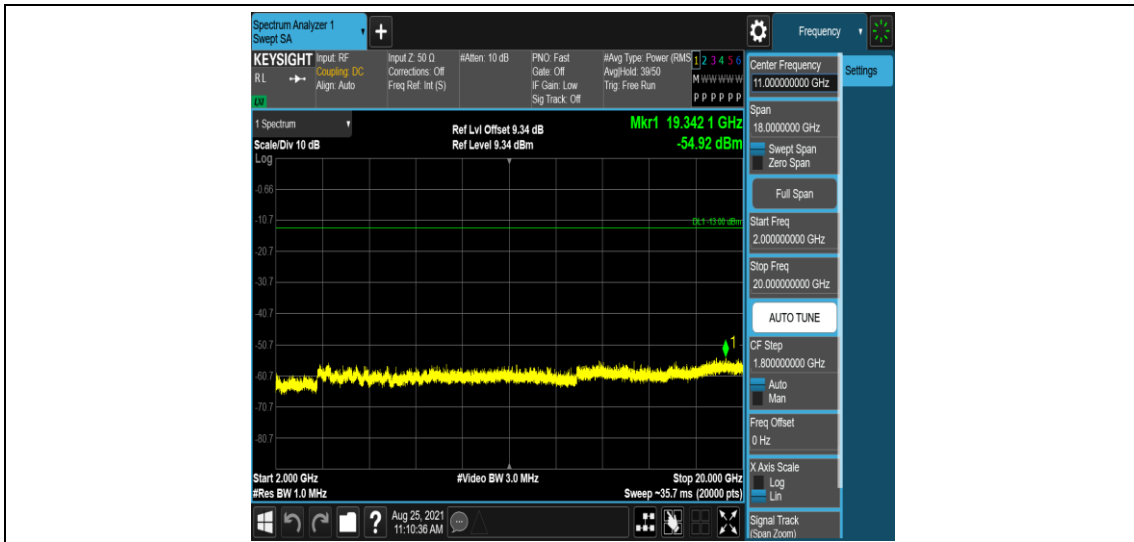 Spectrum Analyzer 1
Swept SA
Frequency
KEYSIGHT Input: RF Input Z: 50 Ω #Atten: 10 dB PNO: Fast #Avg Type: Power (RMS 1 2 3 4 5 6
RL Coupling: DC Corrections: Off Gate: Off Avg|Hold: 39/50 M W W W W W
Align: Auto Freq Ref: Int (S) IF Gain: Low Trig: Free Run
Sig Track: Off P P P P P P
LXI
Center Frequency
11.000000000 GHz
Settings
1 Spectrum
Ref Lvl Offset 9.34 dB
Mkr1 19.342 1 GHz
Scale/Div 10 dB
Ref Level 9.34 dBm
-54.92 dBm
Log
-0.66
-10.7
DL1 -13.00 dBm
-20.7
-30.7
-40.7
-50.7
1
-60.7
-70.7
-80.7
Start 2.000 GHz #Video BW 3.0 MHz Stop 20.000 GHz
#Res BW 1.0 MHz Sweep ~35.7 ms (20000 pts)
Span
18.0000000 GHz
Swept Span
Zero Span
Full Span
Start Freq
2.000000000 GHz
Stop Freq
20.000000000 GHz
AUTO TUNE
CF Step
1.800000000 GHz
Auto
Man
Freq Offset
0 Hz
X Axis Scale
Log
Lin
Signal Track
(Span Zoom)
?
Aug 25, 2021
11:10:36 AM